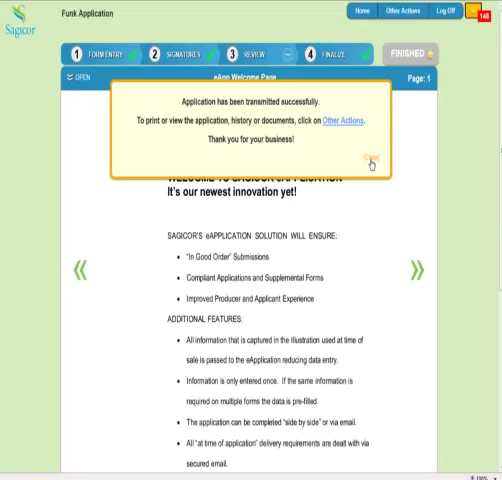 Funk Application
Home
Other Actions
Log Off
148
Sagicor
1 FORM ENTRY
2 SIGNATURES
3 REVIEW
4 FINALIZE
FINISHED
OPEN
eApp Welcome Page
Page: 1
Application has been transmitted successfully.
To print or view the application, history or documents, click on Other Actions.
Thank you for your business!
WELCOME TO SAGICOR eAPPLICATION
It's our newest innovation yet!
SAGICOR'S eAPPLICATION SOLUTION WILL ENSURE:
• "In Good Order" Submissions
• Compliant Applications and Supplemental Forms
• Improved Producer and Applicant Experience
ADDITIONAL FEATURES:
• All information that is captured in the Illustration used at time of
sale is passed to the eApplication reducing data entry.
• Information is only entered once. If the same information is
required on multiple forms the data is pre-filled.
• The application can be completed "side by side" or via email.
• All "at time of application" delivery requirements are dealt with via
secured email.
100%